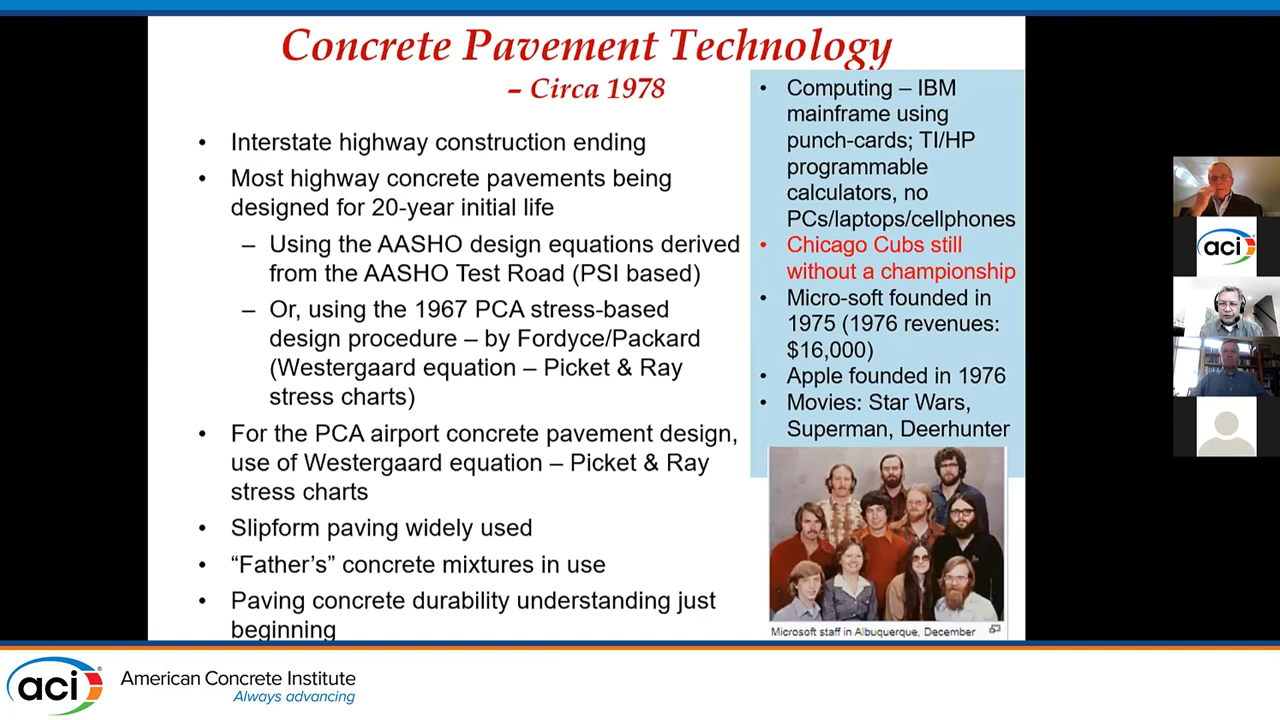 Concrete Pavement Technology
– Circa 1978
• Interstate highway construction ending
• Most highway concrete pavements being
designed for 20-year initial life
– Using the AASHO design equations derived
from the AASHO Test Road (PSI based)
– Or, using the 1967 PCA stress-based
design procedure – by Fordyce/Packard
(Westergaard equation – Picket & Ray
stress charts)
• For the PCA airport concrete pavement design,
use of Westergaard equation – Picket & Ray
stress charts
• Slipform paving widely used
• “Father’s” concrete mixtures in use
• Paving concrete durability understanding just
beginning
• Computing – IBM
mainframe using
punch-cards; TI/HP
programmable
calculators, no
PCs/laptops/cellphones
• Chicago Cubs still
without a championship
• Micro-soft founded in
1975 (1976 revenues:
$16,000)
• Apple founded in 1976
• Movies: Star Wars,
Superman, Deerhunter
Microsoft staff in Albuquerque, December
aci
aci®
American Concrete Institute
Always advancing